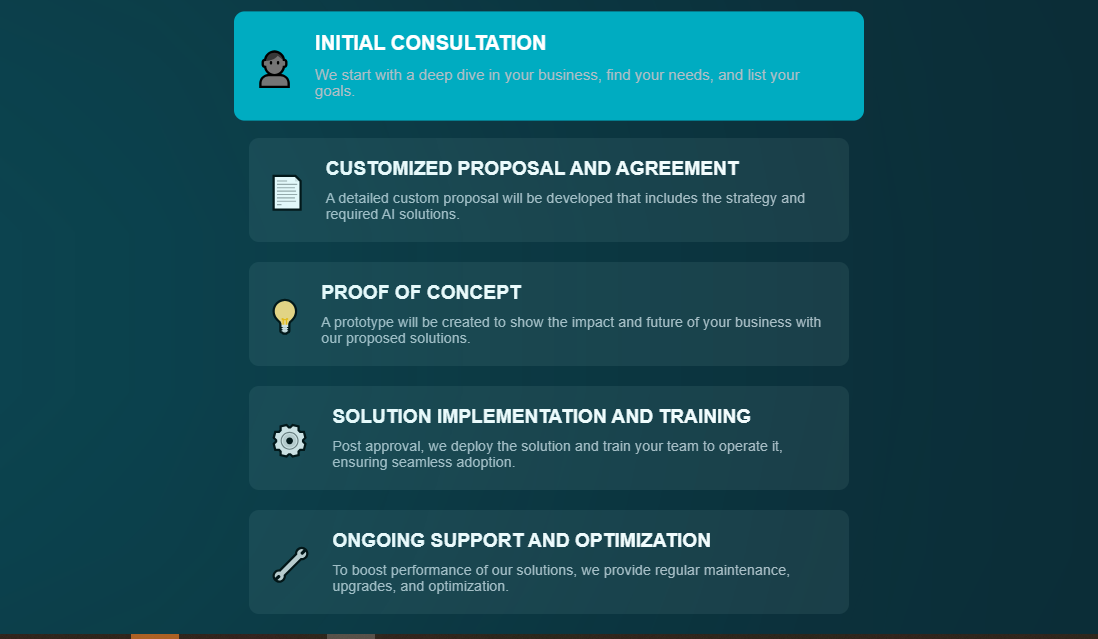 INITIAL CONSULTATION
We start with a deep dive in your business, find your needs, and list your
goals.
CUSTOMIZED PROPOSAL AND AGREEMENT
A detailed custom proposal will be developed that includes the strategy and
required AI solutions.
PROOF OF CONCEPT
A prototype will be created to show the impact and future of your business with
our proposed solutions.
SOLUTION IMPLEMENTATION AND TRAINING
Post approval, we deploy the solution and train your team to operate it,
ensuring seamless adoption.
ONGOING SUPPORT AND OPTIMIZATION
To boost performance of our solutions, we provide regular maintenance,
upgrades, and optimization.